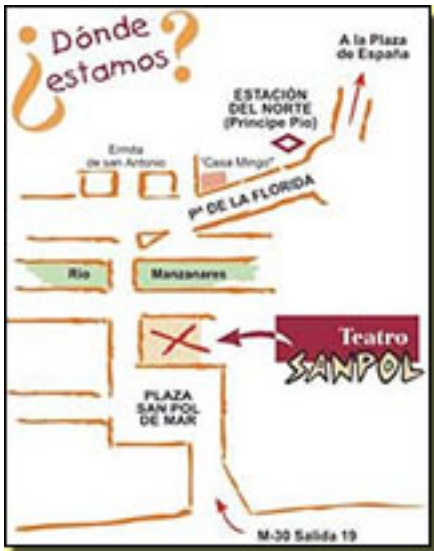 ¿Dónde
estamos?
A la Plaza
de España
ESTACIÓN
DEL NORTE
(Príncipe Pío)
Ermita
de san Antonio
"Casa Mingo"
Pº DE LA FLORIDA
Río
Manzanares
Teatro
SANPOL
PLAZA
SAN POL
DE MAR
M-30 Salida 19